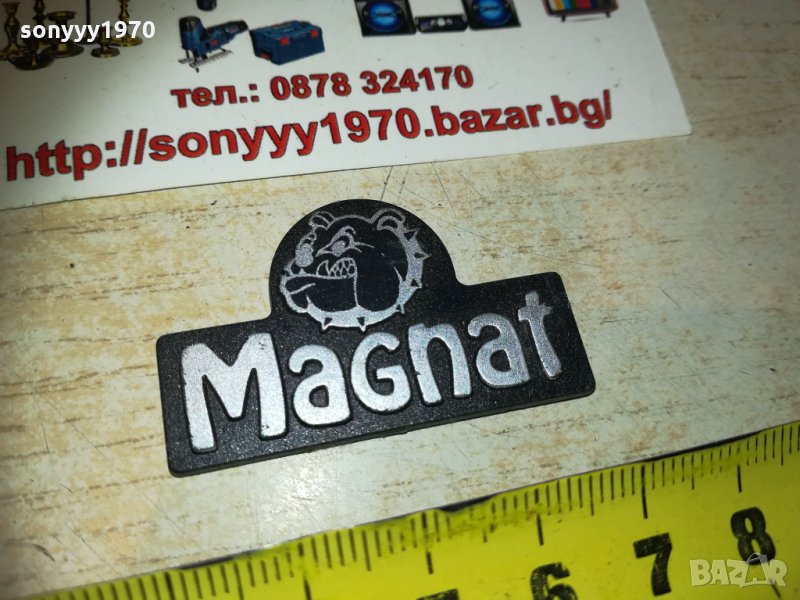 sonyyy1970
тел.: 0878 324170
http://sonyyy1970.bazar.bg/
Magnat
6 7 8
BAZAR